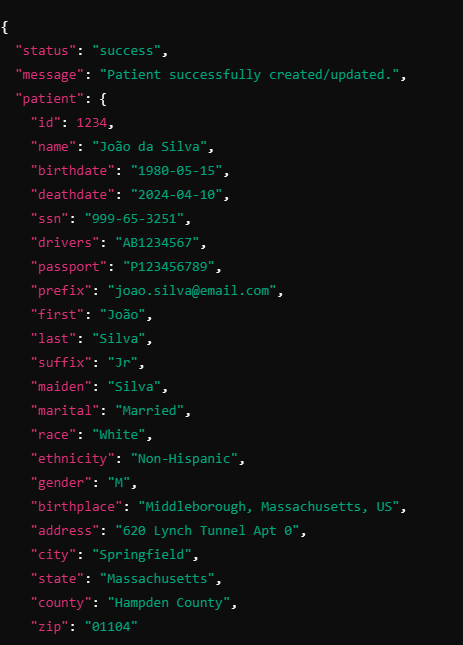 {
"status": "success",
"message": "Patient successfully created/updated.",
"patient": {
"id": 1234,
"name": "João da Silva",
"birthdate": "1980-05-15",
"deathdate": "2024-04-10",
"ssn": "999-65-3251",
"drivers": "AB1234567",
"passport": "P123456789",
"prefix": "joao.silva@email.com",
"first": "João",
"last": "Silva",
"suffix": "Jr",
"maiden": "Silva",
"marital": "Married",
"race": "White",
"ethnicity": "Non-Hispanic",
"gender": "M",
"birthplace": "Middleborough, Massachusetts, US",
"address": "620 Lynch Tunnel Apt 0",
"city": "Springfield",
"state": "Massachusetts",
"county": "Hampden County",
"zip": "01104"